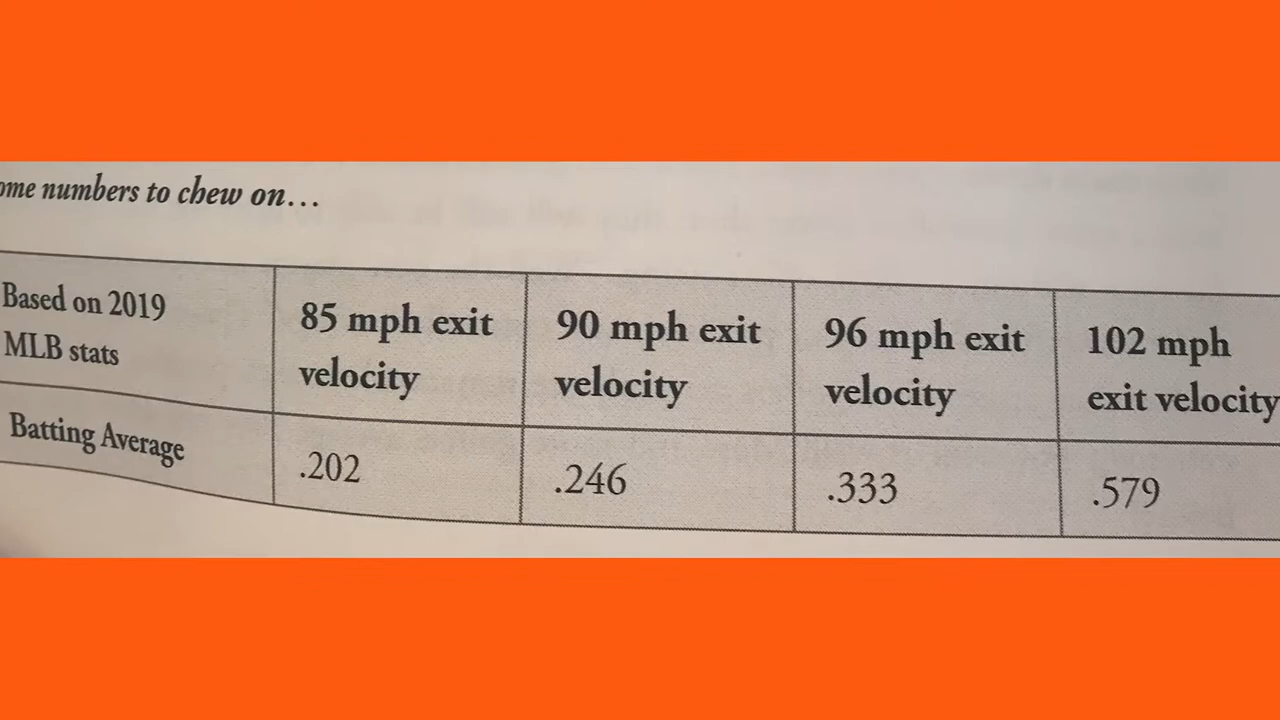 numbers to chew on...
Based on 2019
MLB stats
85 mph exit
velocity
90 mph exit
velocity
96 mph exit
velocity
102 mph
exit velocity
Batting Average
.202
.246
.333
.579